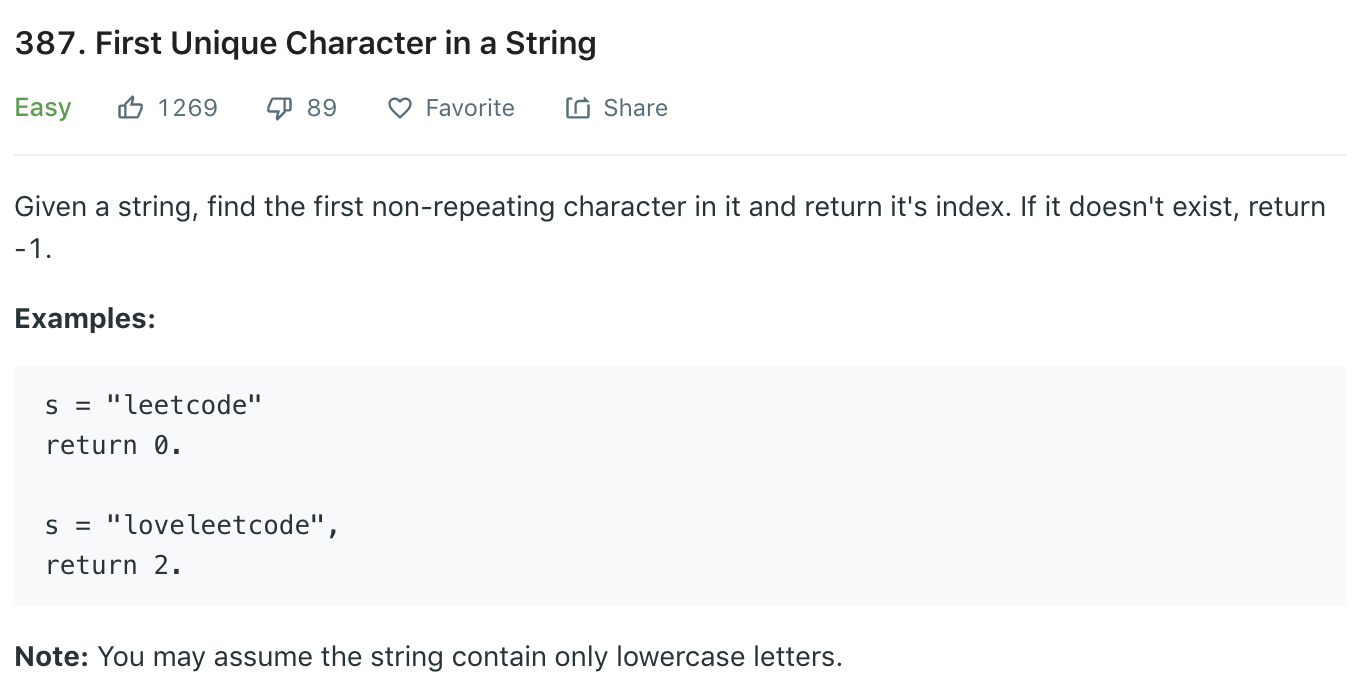 387. First Unique Character in a String
Easy 1269 89 Favorite Share
Given a string, find the first non-repeating character in it and return it's index. If it doesn't exist, return
-1.
Examples:
s = "leetcode"
return 0.
s = "loveleetcode",
return 2.
Note: You may assume the string contain only lowercase letters.